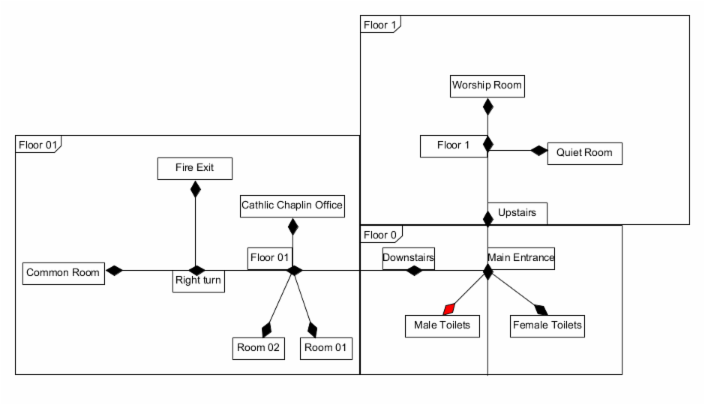 Floor 1
Worship Room
Floor 1
Quiet Room
Upstairs
Floor 01
Fire Exit
Cathlic Chaplin Office
Floor 01
Common Room
Right turn
Room 02
Room 01
Floor 0
Downstairs
Main Entrance
Male Toilets
Female Toilets